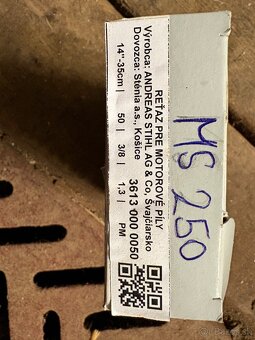 REŤAZ PRE MOTOROVÉ PÍLY
Výrobca: ANDREAS STIHL AG & Co, Švajčiarsko
Dovozca: Sténia a.s., Košice
3613 000 0050
14"-35cm | 50 | 3/8 | 1,3 | PM
MS 250